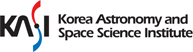 KASI Korea Astronomy and
Space Science Institute